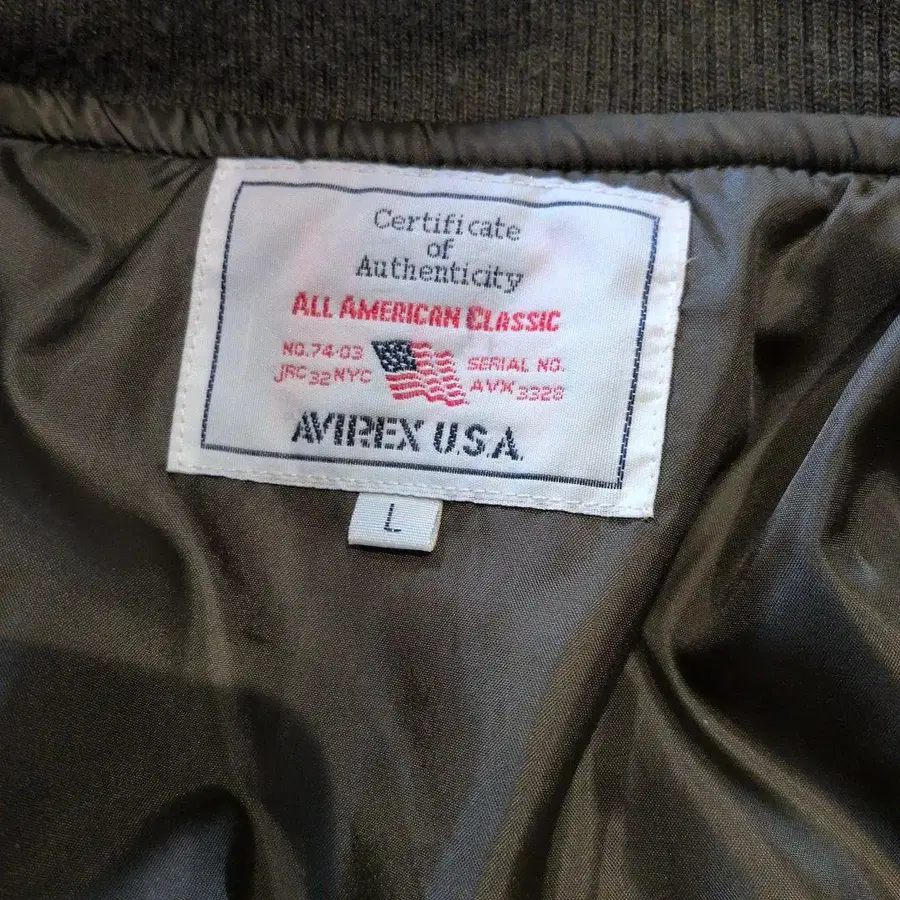 Certificate
of
Authenticity
ALL AMERICAN CLASSIC
NO.74-03
JRC 32 NYC
SERIAL NO.
AVX 3328
AVIREX U.S.A.
L